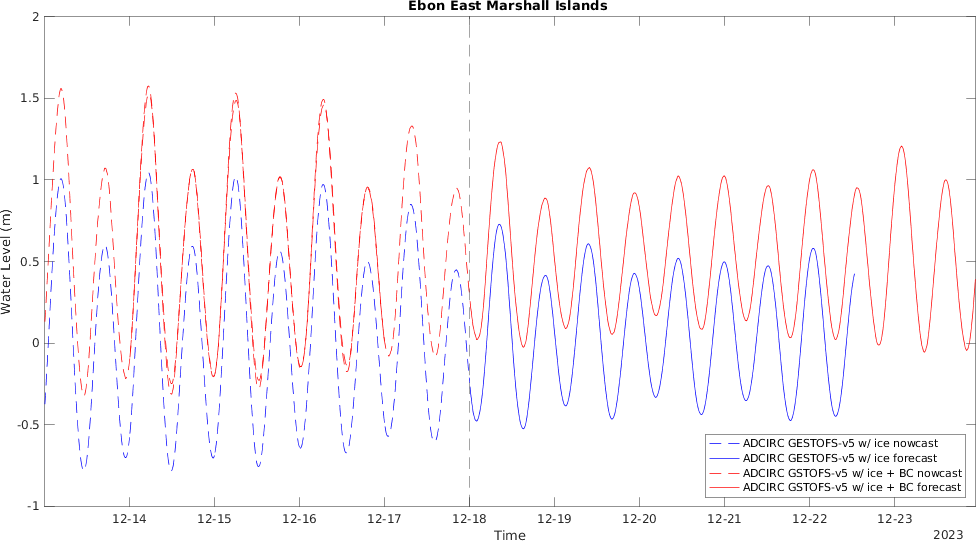 Ebon East Marshall Islands
2
1.5
1
0.5
0
-0.5
-1
Water Level (m)
ADCIRC GESTOFS-v5 w/ ice nowcast
ADCIRC GESTOFS-v5 w/ ice forecast
ADCIRC GSTOFS-v5 w/ ice + BC nowcast
ADCIRC GSTOFS-v5 w/ ice + BC forecast
12-14 12-15 12-16 12-17 12-18 12-19 12-20 12-21 12-22 12-23
Time
2023